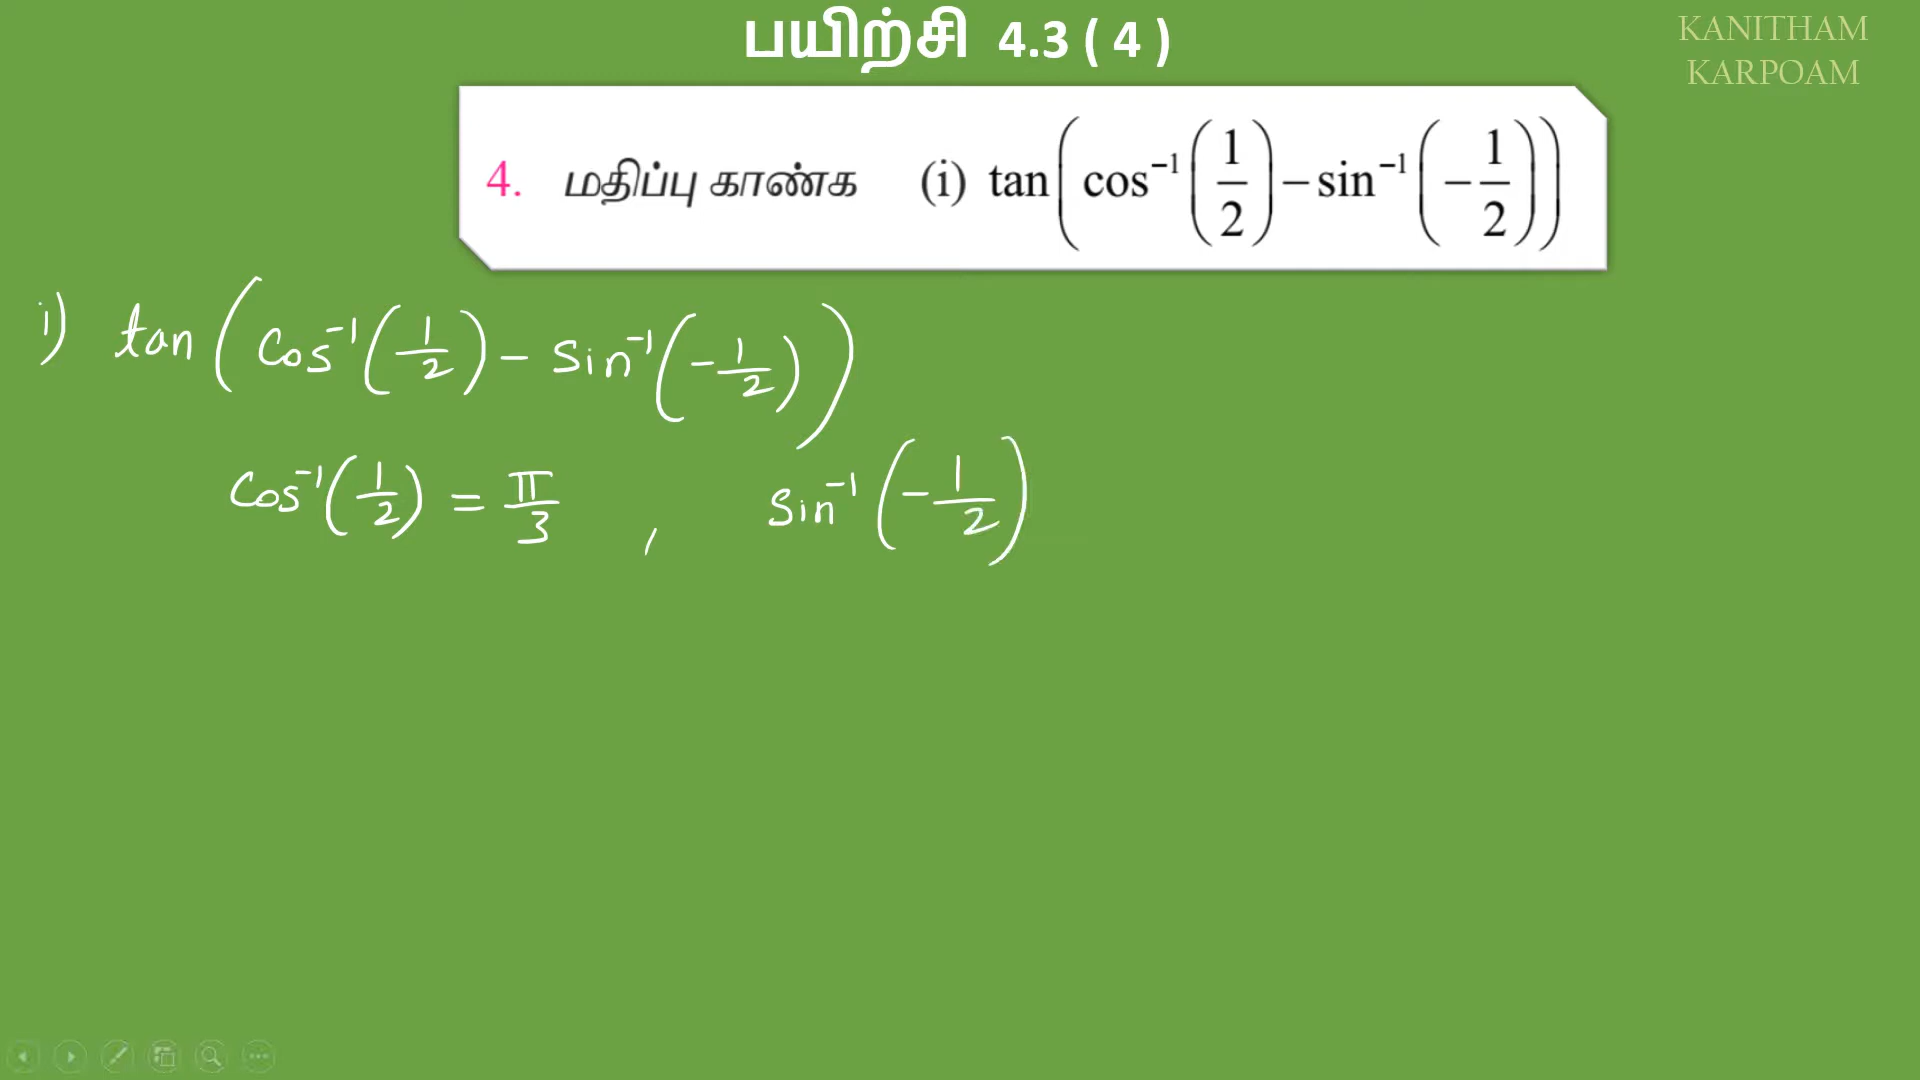 பயிற்சி 4.3 ( 4 )
KANITHAM
KARPOAM
4. மதிப்பு காண்க (i) tan(cos⁻¹(1/2) − sin⁻¹(−1/2))
i) tan(cos⁻¹(1/2) − sin⁻¹(−1/2))
cos⁻¹(1/2) = π/3 , sin⁻¹(−1/2)